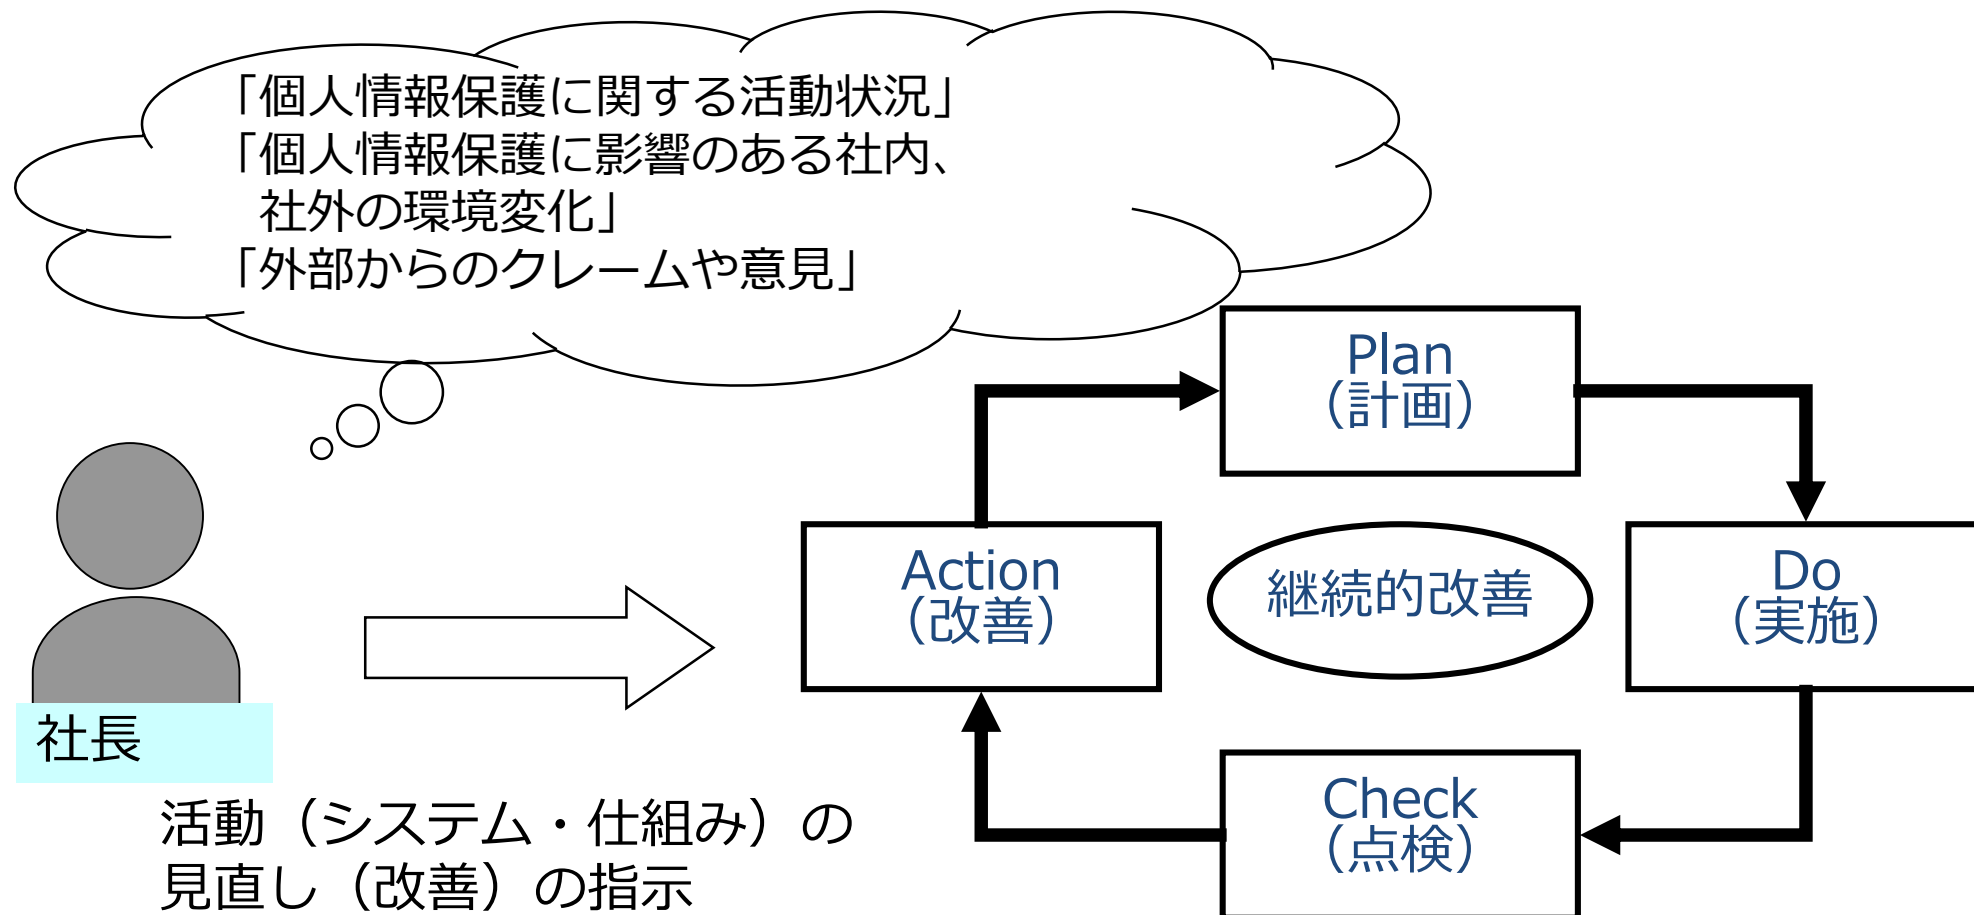 「個人情報保護に関する活動状況」
「個人情報保護に影響のある社内、
社外の環境変化」
「外部からのクレームや意見」
Plan
（計画）
Action
（改善）
継続的改善
Do
（実施）
社長
Check
（点検）
活動（システム・仕組み）の
見直し（改善）の指示